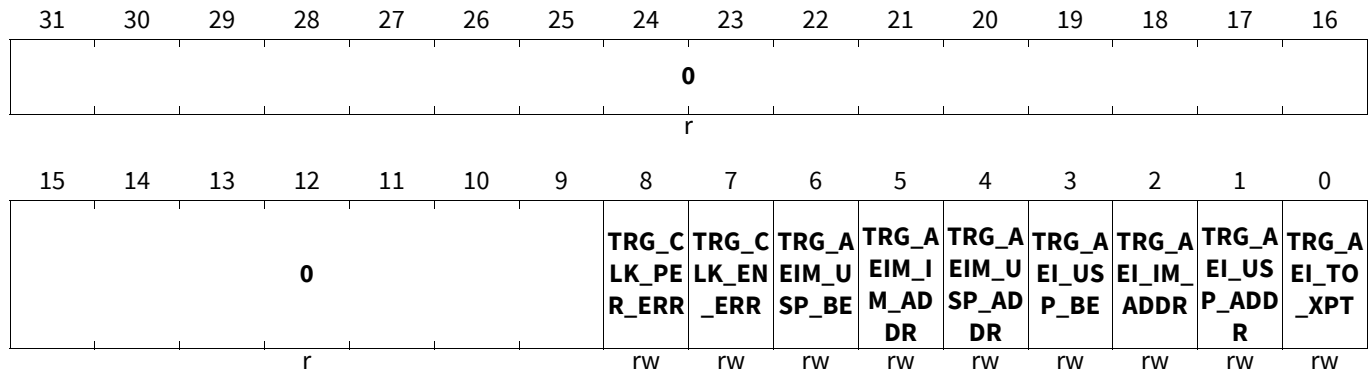 31 30 29 28 27 26 25 24 23 22 21 20 19 18 17 16
0
r
15 14 13 12 11 10 9 8 7 6 5 4 3 2 1 0
0
TRG_C
LK_PE
R_ERR
TRG_C
LK_EN
_ERR
TRG_A
EIM_U
SP_BE
TRG_A
EIM_I
M_AD
DR
TRG_A
EIM_U
SP_AD
DR
TRG_A
EI_US
P_BE
TRG_A
EI_IM_
ADDR
TRG_A
EI_US
P_ADD
R
TRG_A
EI_TO
_XPT
r rw rw rw rw rw rw rw rw rw